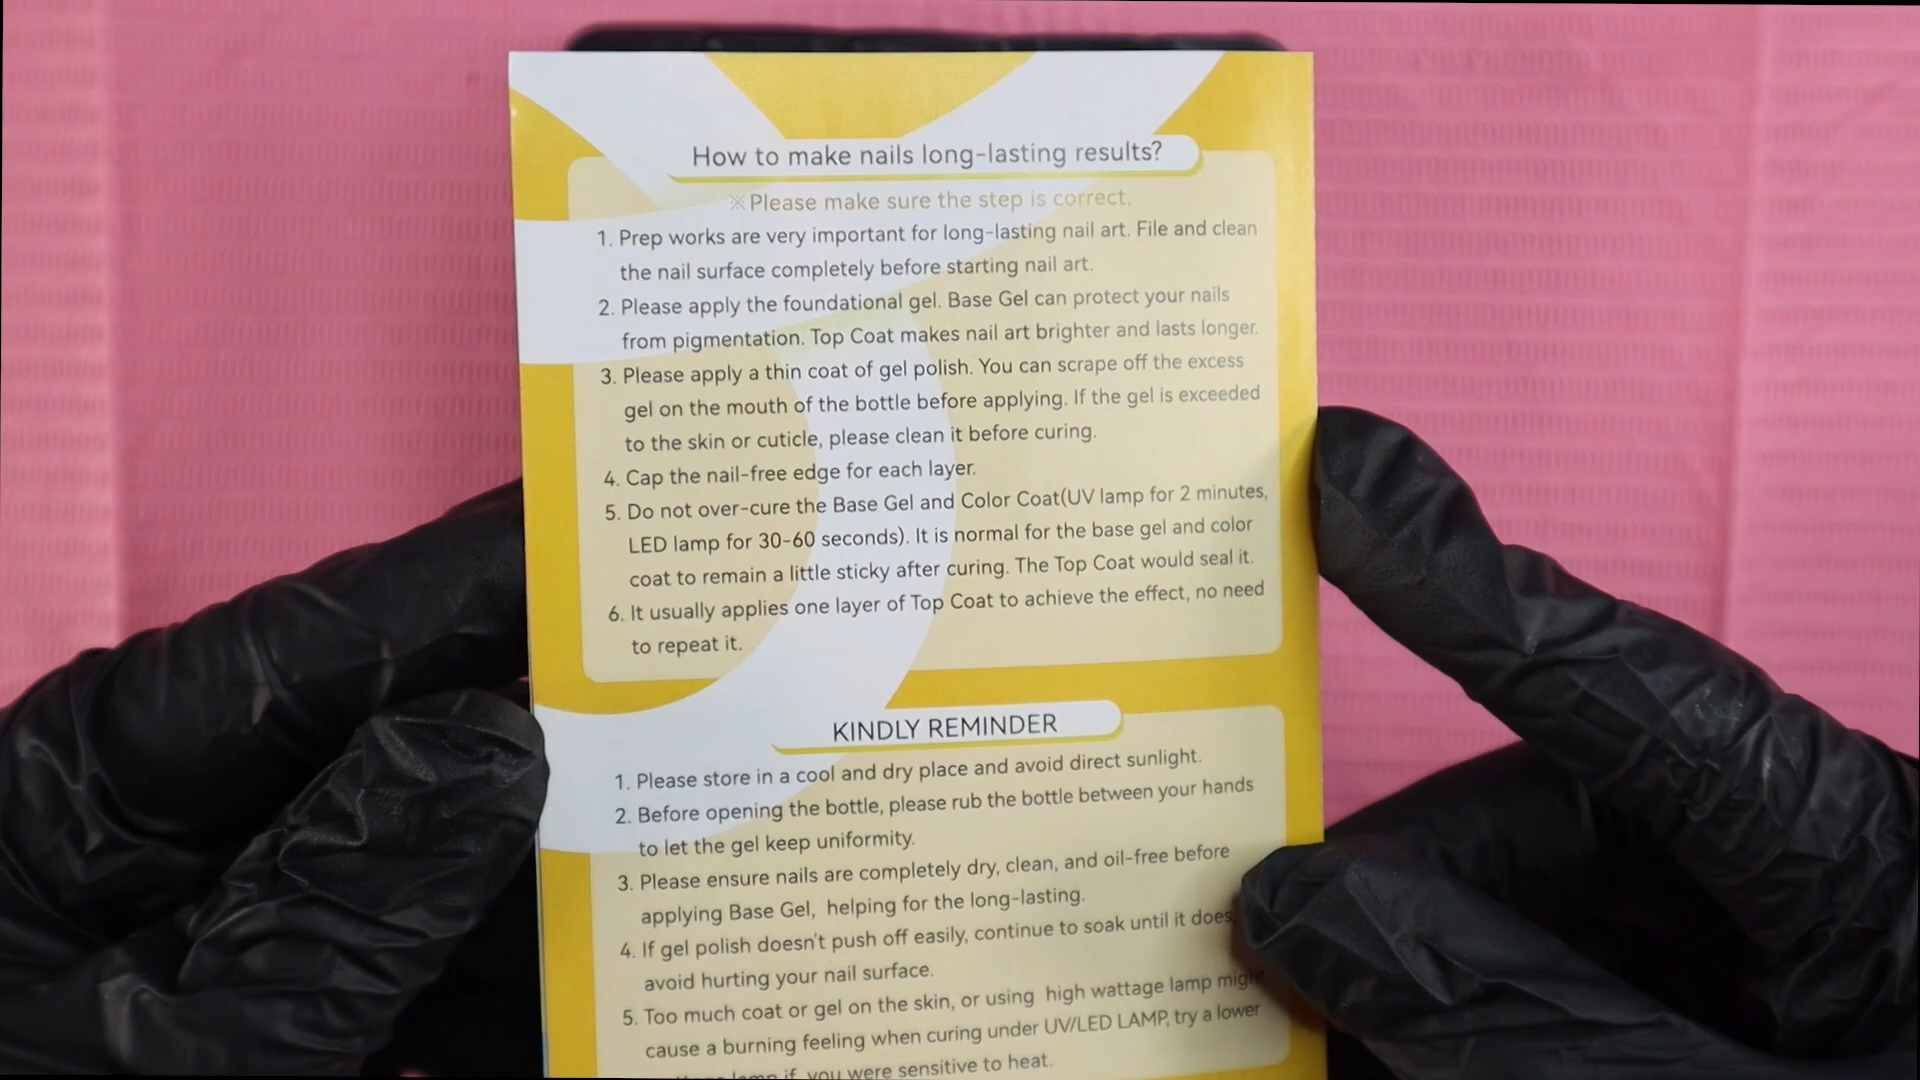 How to make nails long-lasting results?
※Please make sure the step is correct.
1. Prep works are very important for long-lasting nail art. File and clean
the nail surface completely before starting nail art.
2. Please apply the foundational gel. Base Gel can protect your nails
from pigmentation. Top Coat makes nail art brighter and lasts longer.
3. Please apply a thin coat of gel polish. You can scrape off the excess
gel on the mouth of the bottle before applying. If the gel is exceeded
to the skin or cuticle, please clean it before curing.
4. Cap the nail-free edge for each layer.
5. Do not over-cure the Base Gel and Color Coat(UV lamp for 2 minutes,
LED lamp for 30-60 seconds). It is normal for the base gel and color
coat to remain a little sticky after curing. The Top Coat would seal it.
6. It usually applies one layer of Top Coat to achieve the effect, no need
to repeat it.
KINDLY REMINDER
1. Please store in a cool and dry place and avoid direct sunlight.
2. Before opening the bottle, please rub the bottle between your hands
to let the gel keep uniformity.
3. Please ensure nails are completely dry, clean, and oil-free before
applying Base Gel, helping for the long-lasting.
4. If gel polish doesn't push off easily, continue to soak until it does,
avoid hurting your nail surface.
5. Too much coat or gel on the skin, or using high wattage lamp might
cause a burning feeling when curing under UV/LED LAMP, try a lower
lamp if you were sensitive to heat.